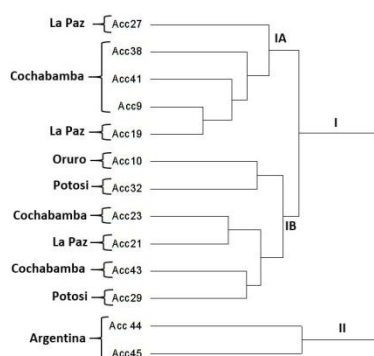 La Paz Acc27
IA
Acc38
Cochabamba Acc41
Acc9
La Paz Acc19
I
Oruro Acc10
Potosi Acc32
Cochabamba Acc23
IB
La Paz Acc21
Cochabamba Acc43
Potosi Acc29
Acc 44
II
Argentina
Acc45